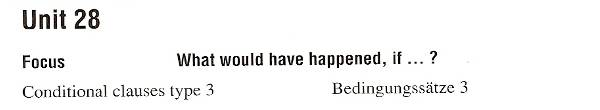 Unit 28
Focus What would have happened, if ... ?
Conditional clauses type 3 Bedingungssätze 3